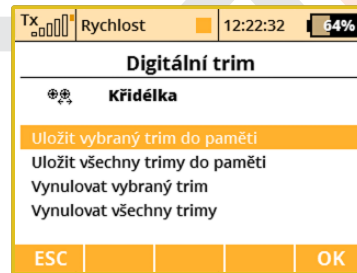 Tx Rychlost 12:22:32 64%
Digitální trim
Křidélka
Uložit vybraný trim do paměti
Uložit všechny trimy do paměti
Vynulovat vybraný trim
Vynulovat všechny trimy
ESC OK